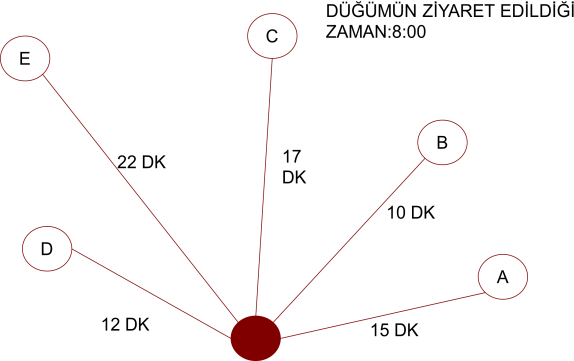 DÜĞÜMÜN ZİYARET EDİLDİĞİ
ZAMAN:8:00
C
E
B
17
DK
22 DK
10 DK
D
A
12 DK
15 DK